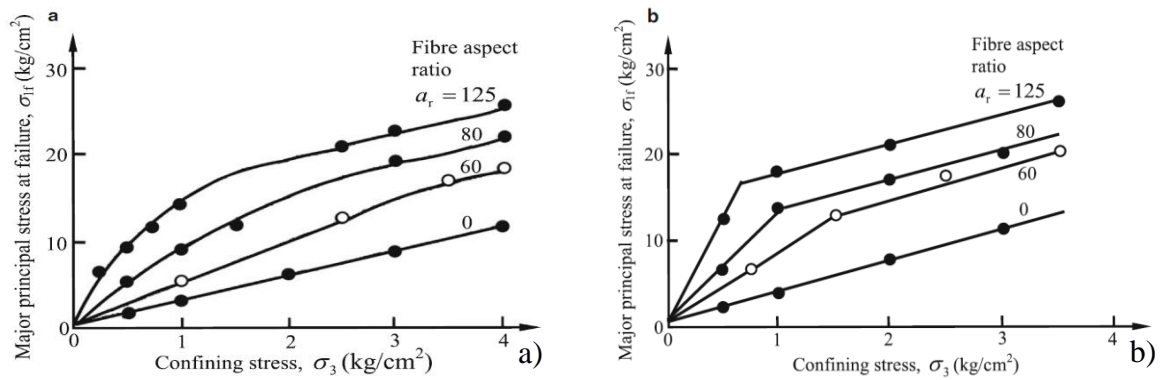 a
Major principal stress at failure, σ1f (kg/cm²)
30
20
10
0
Fibre aspect
ratio
ar = 125
80
60
0
0 1 2 3 4
Confining stress, σ3 (kg/cm²)
a)
b
Major principal stress at failure, σ1f (kg/cm²)
30
20
10
0
Fibre aspect
ratio
ar = 125
80
60
0
0 1 2 3 4
Confining stress, σ3 (kg/cm²)
b)